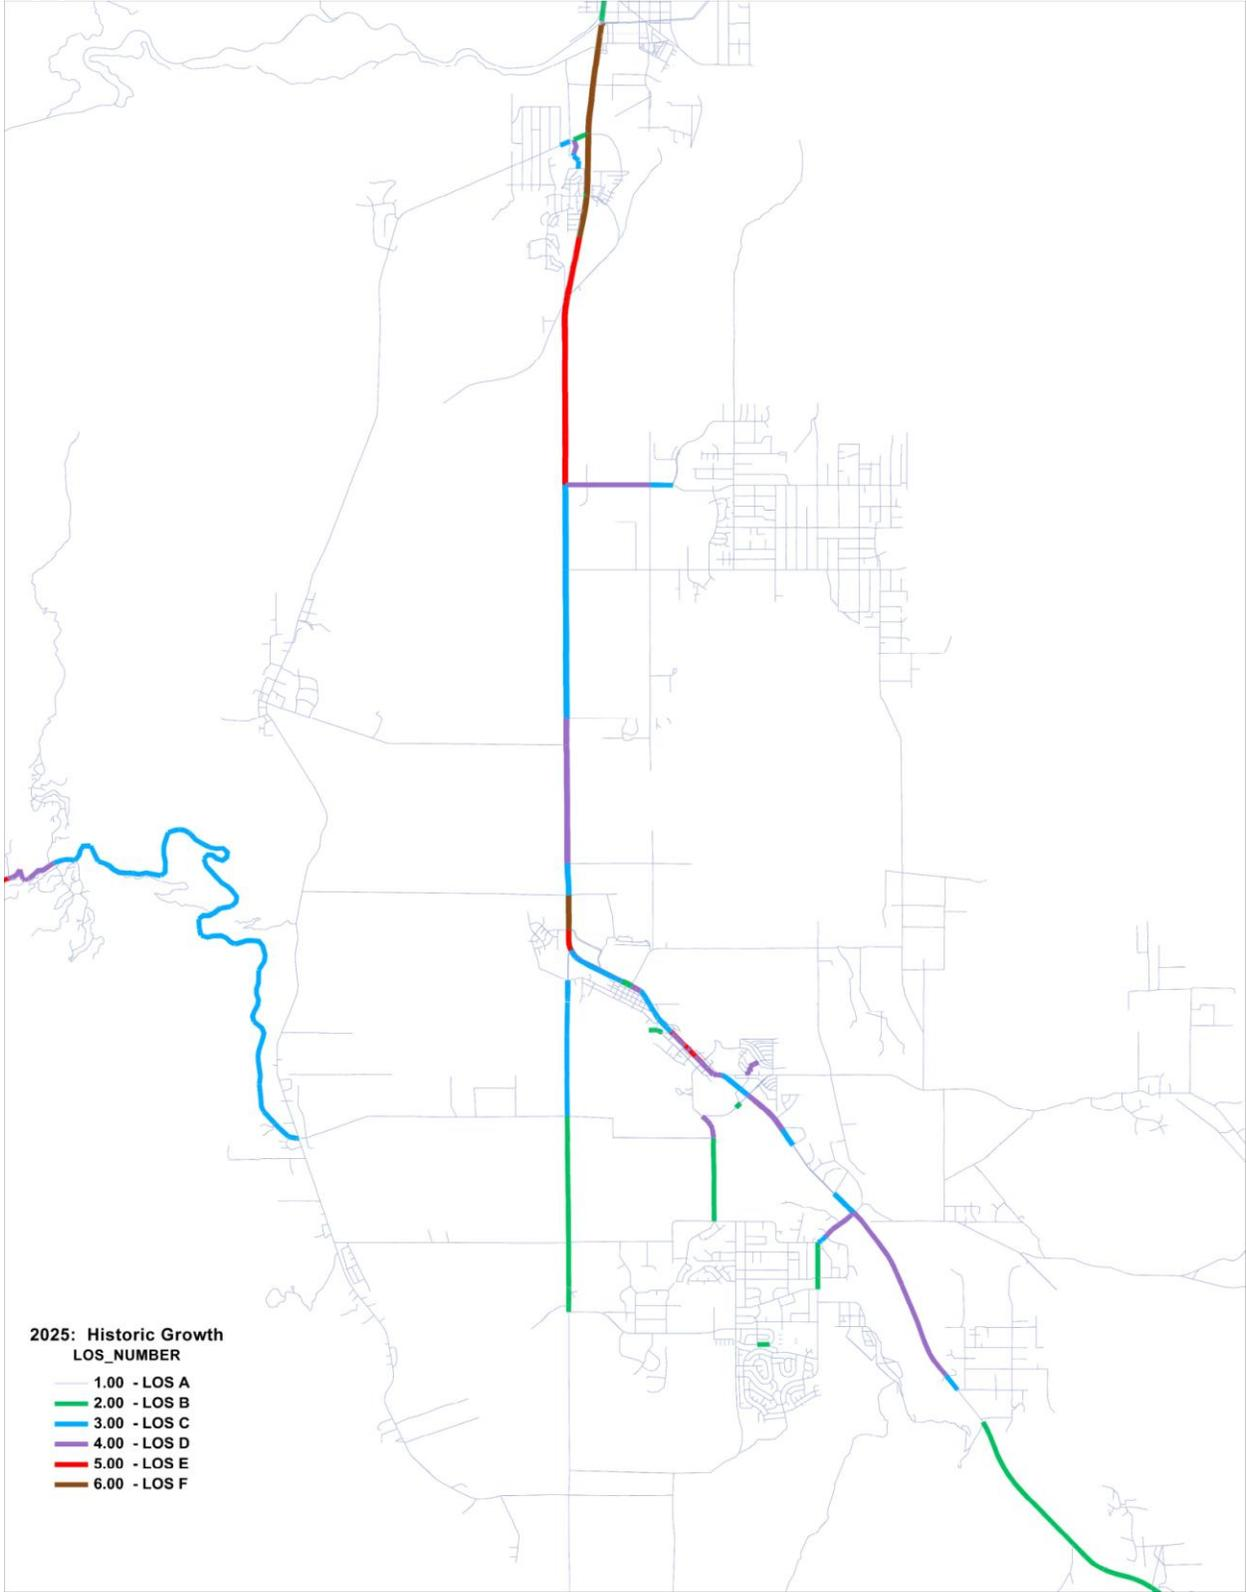 2025: Historic Growth
LOS_NUMBER
1.00 - LOS A
2.00 - LOS B
3.00 - LOS C
4.00 - LOS D
5.00 - LOS E
6.00 - LOS F